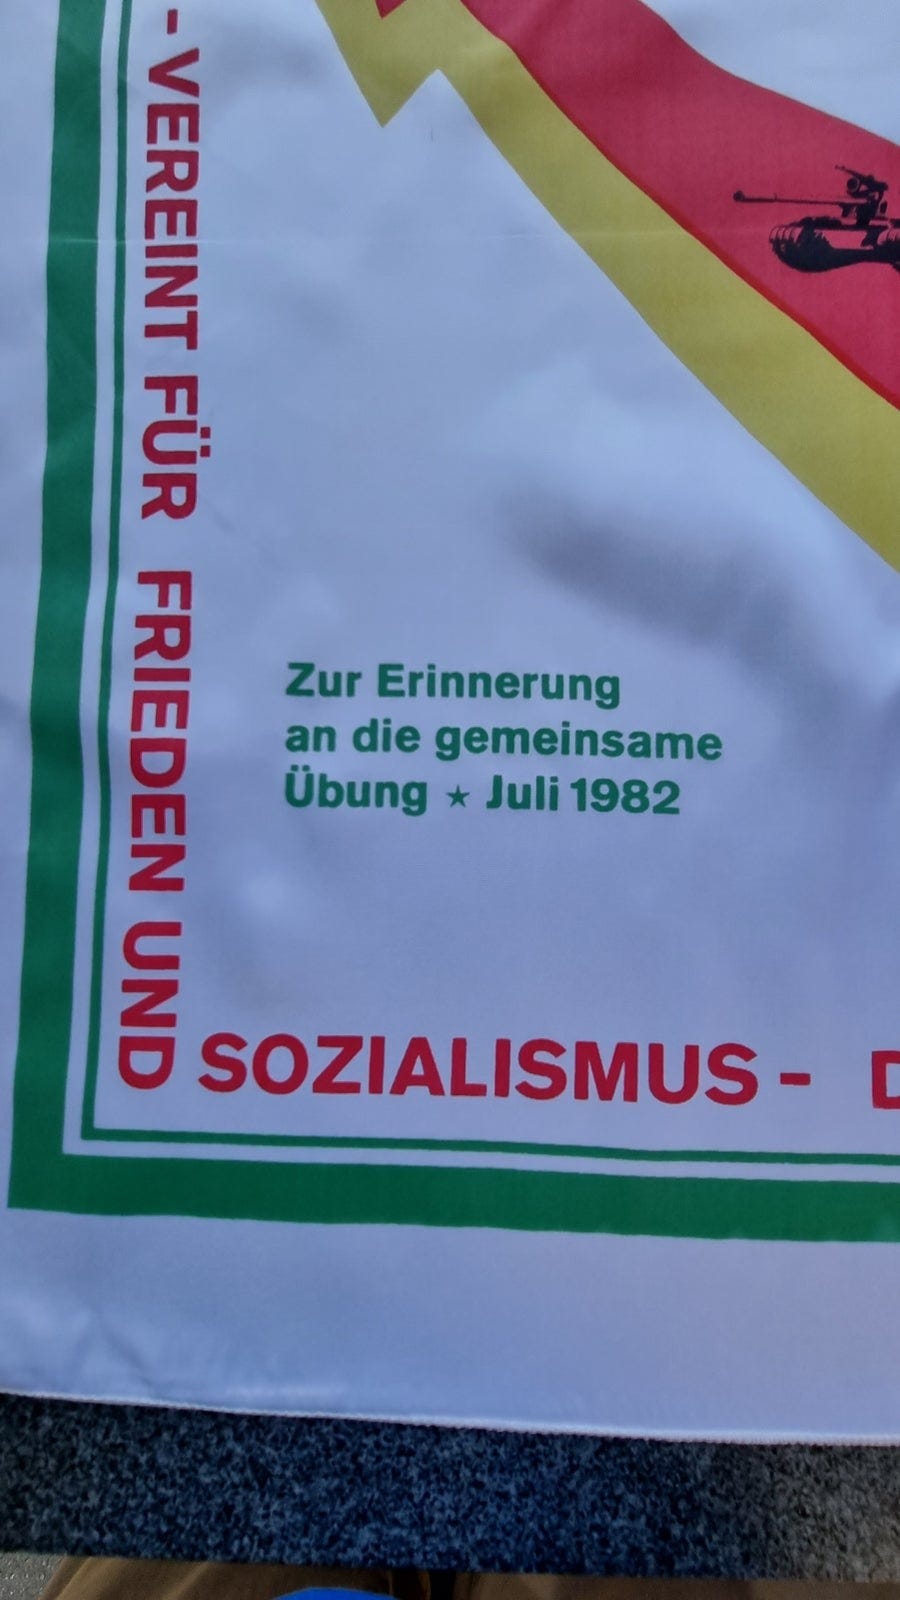 - VEREINT FÜR FRIEDEN UND
SOZIALISMUS -
Zur Erinnerung
an die gemeinsame
Übung ★ Juli 1982